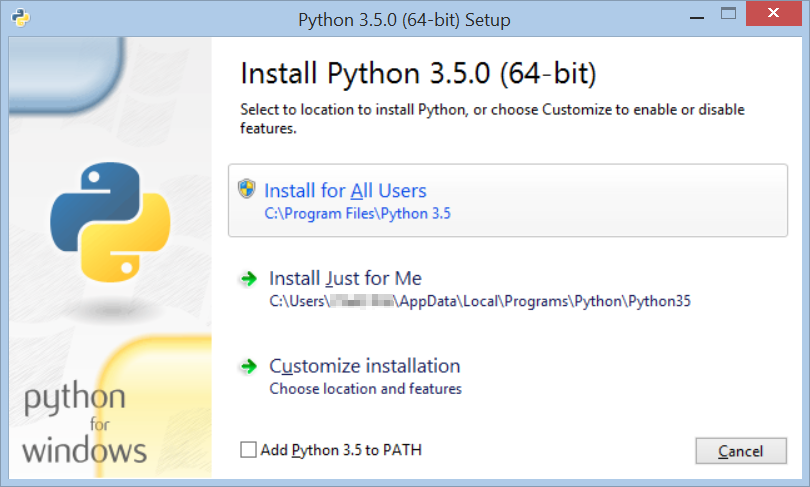 Python 3.5.0 (64-bit) Setup
Install Python 3.5.0 (64-bit)
Select to location to install Python, or choose Customize to enable or disable
features.
Install for All Users
C:\Program Files\Python 3.5
Install Just for Me
C:\Users\ \AppData\Local\Programs\Python\Python35
Customize installation
Choose location and features
python
for
windows
Add Python 3.5 to PATH
Cancel